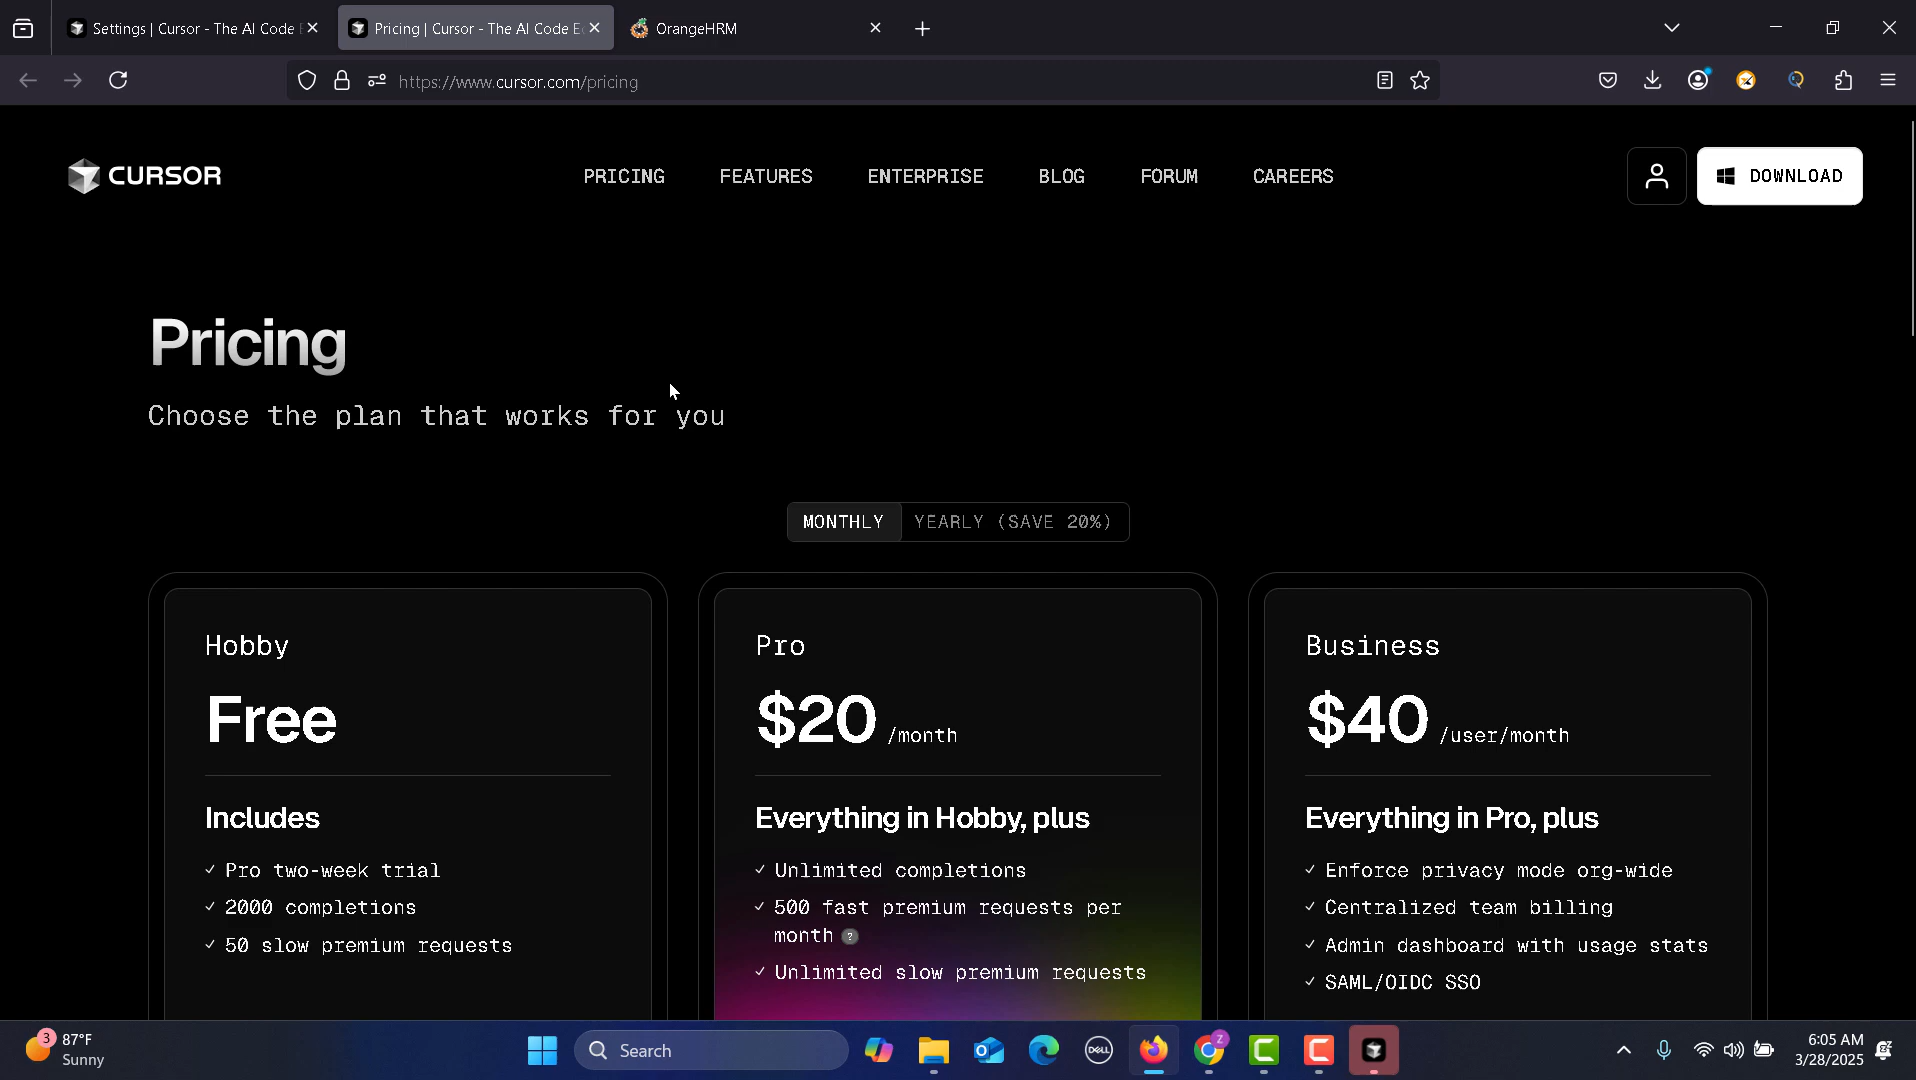 Settings | Cursor - The AI Code E
Pricing | Cursor - The AI Code Ec
OrangeHRM
https://www.cursor.com/pricing
CURSOR
PRICING
FEATURES
ENTERPRISE
BLOG
FORUM
CAREERS
DOWNLOAD
Pricing
Choose the plan that works for you
MONTHLY
YEARLY (SAVE 20%)
Hobby
Free
Includes
✓ Pro two-week trial
✓ 2000 completions
✓ 50 slow premium requests
Pro
$20 /month
Everything in Hobby, plus
✓ Unlimited completions
✓ 500 fast premium requests per
month ?
✓ Unlimited slow premium requests
Business
$40 /user/month
Everything in Pro, plus
✓ Enforce privacy mode org-wide
✓ Centralized team billing
✓ Admin dashboard with usage stats
✓ SAML/OIDC SSO
3
87°F
Sunny
Search
DELL
Z
6:05 AM
3/28/2025